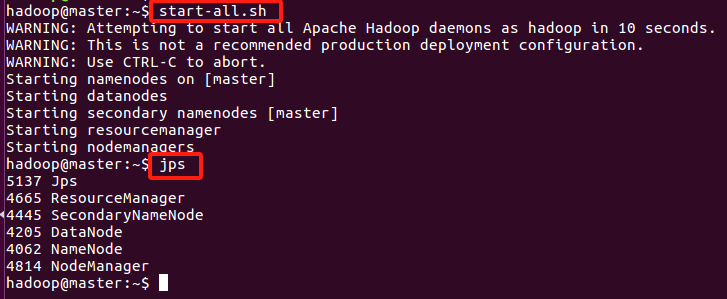 hadoop@master:~$ start-all.sh
WARNING: Attempting to start all Apache Hadoop daemons as hadoop in 10 seconds.
WARNING: This is not a recommended production deployment configuration.
WARNING: Use CTRL-C to abort.
Starting namenodes on [master]
Starting datanodes
Starting secondary namenodes [master]
Starting resourcemanager
Starting nodemanagers
hadoop@master:~$ jps
5137 Jps
4665 ResourceManager
4445 SecondaryNameNode
4205 DataNode
4062 NameNode
4814 NodeManager
hadoop@master:~$